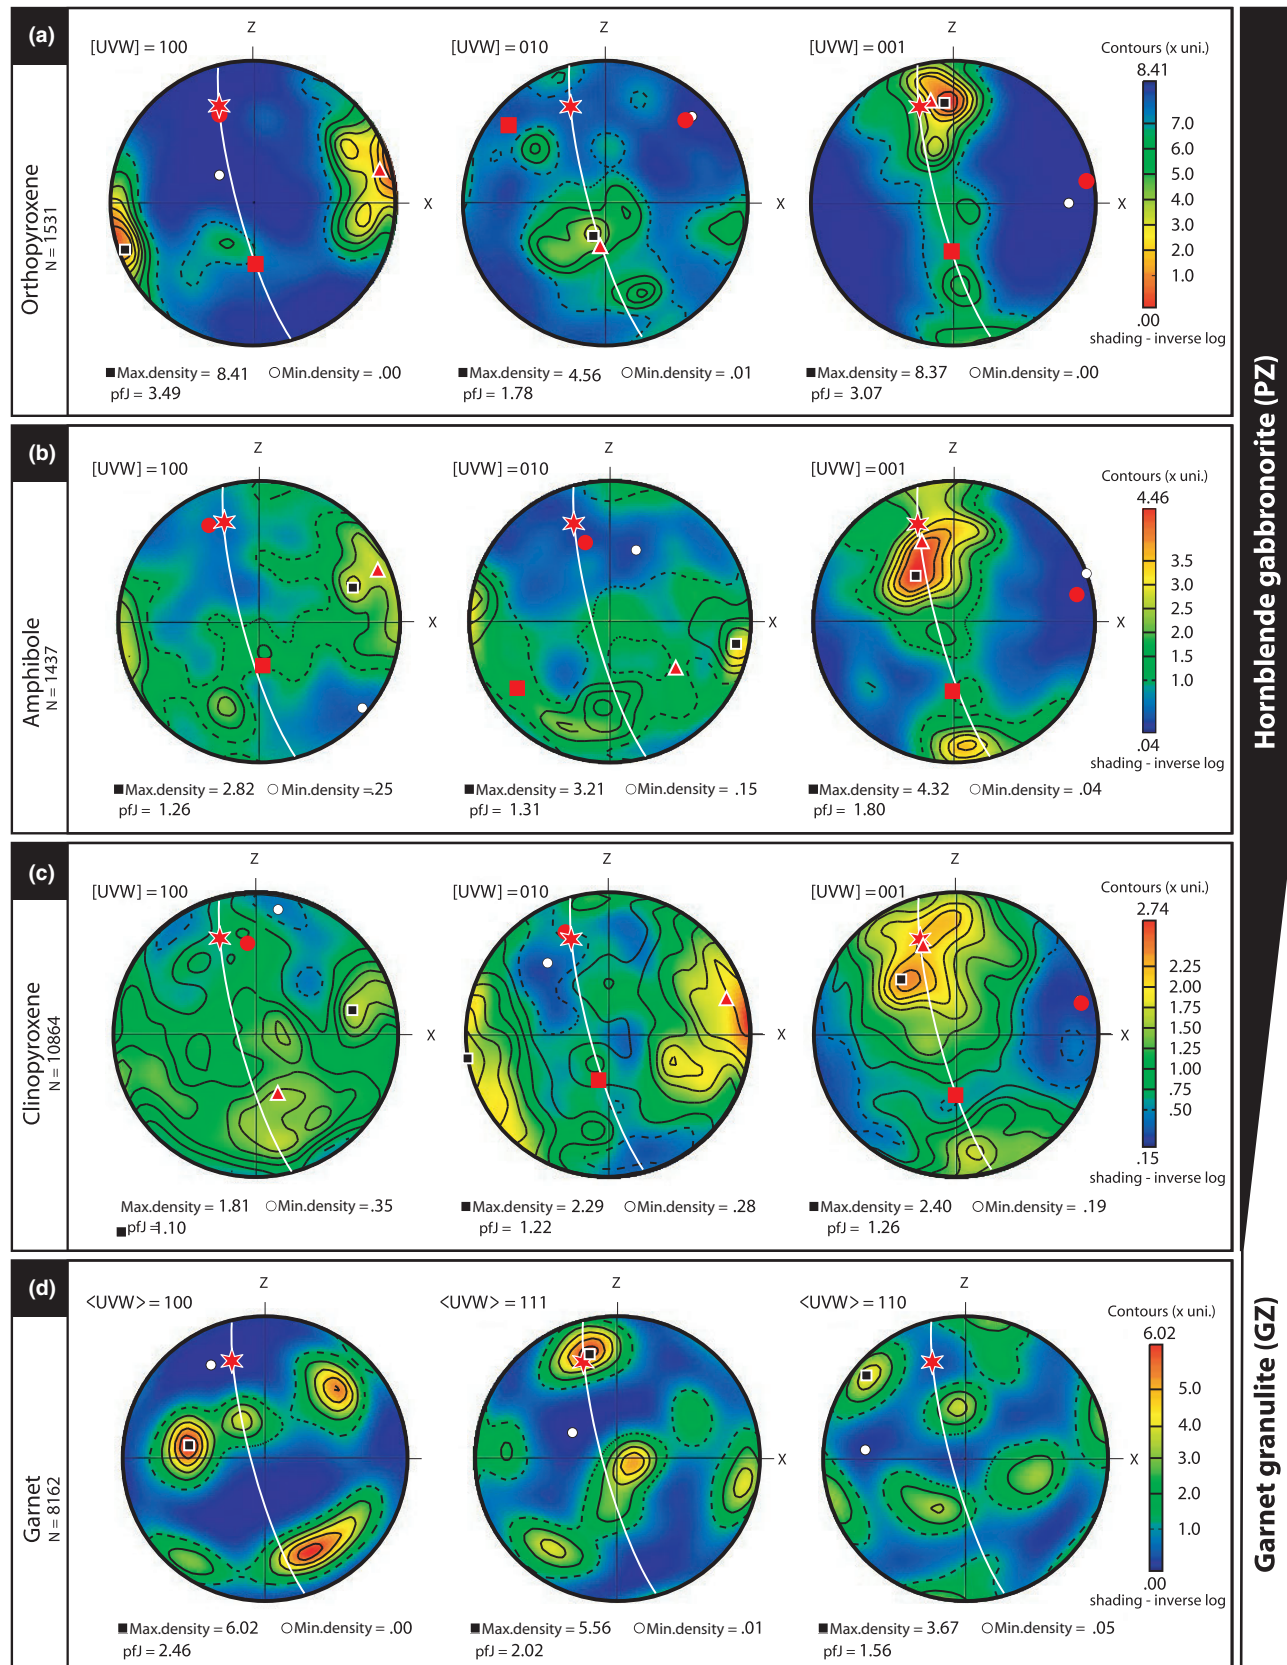 (a)
Orthopyroxene
N = 1531
Z
[UVW] = 100
X
■Max.density = 8.41 ○Min.density = .00
pfJ = 3.49
Z
[UVW] = 010
X
■Max.density = 4.56 ○Min.density = .01
pfJ = 1.78
Z
[UVW] = 001
X
■Max.density = 8.37 ○Min.density = .00
pfJ = 3.07
Contours (x uni.)
8.41
7.0
6.0
5.0
4.0
3.0
2.0
1.0
.00
shading - inverse log
(b)
Amphibole
N = 1437
Z
[UVW] = 100
X
■Max.density = 2.82 ○Min.density =.25
pfJ = 1.26
Z
[UVW] = 010
X
■Max.density = 3.21 ○Min.density = .15
pfJ = 1.31
Z
[UVW] = 001
X
■Max.density = 4.32 ○Min.density = .04
pfJ = 1.80
Contours (x uni.)
4.46
3.5
3.0
2.5
2.0
1.5
1.0
.04
shading - inverse log
Hornblende gabbronorite (PZ)
(c)
Clinopyroxene
N = 10864
Z
[UVW] = 100
X
Max.density = 1.81 ○Min.density = .35
■pfJ =1.10
Z
[UVW] = 010
X
■Max.density = 2.29 ○Min.density = .28
pfJ = 1.22
Z
[UVW] = 001
X
■Max.density = 2.40 ○Min.density = .19
pfJ = 1.26
Contours (x uni.)
2.74
2.25
2.00
1.75
1.50
1.25
1.00
.75
.50
.15
shading - inverse log
(d)
Garnet
N = 8162
Z
<UVW> = 100
■Max.density = 6.02 ○Min.density = .00
pfJ = 2.46
Z
<UVW> = 111
X
■Max.density = 5.56 ○Min.density = .01
pfJ = 2.02
Z
<UVW> = 110
X
■Max.density = 3.67 ○Min.density = .05
pfJ = 1.56
Contours (x uni.)
6.02
5.0
4.0
3.0
2.0
1.0
.00
shading - inverse log
Garnet granulite (GZ)